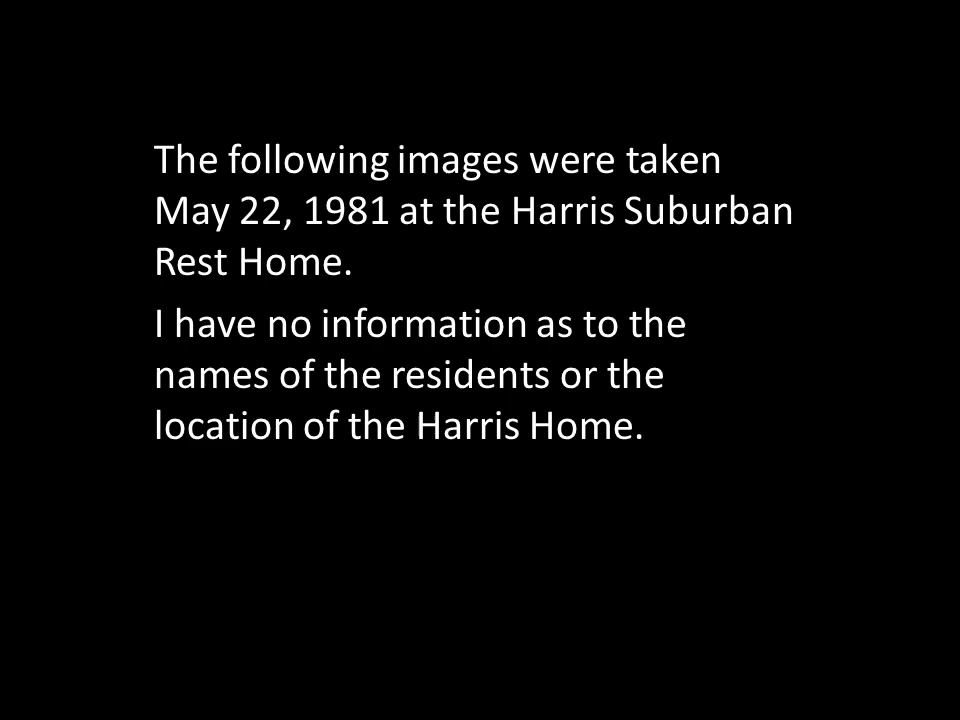 The following images were taken
May 22, 1981 at the Harris Suburban
Rest Home.
I have no information as to the
names of the residents or the
location of the Harris Home.